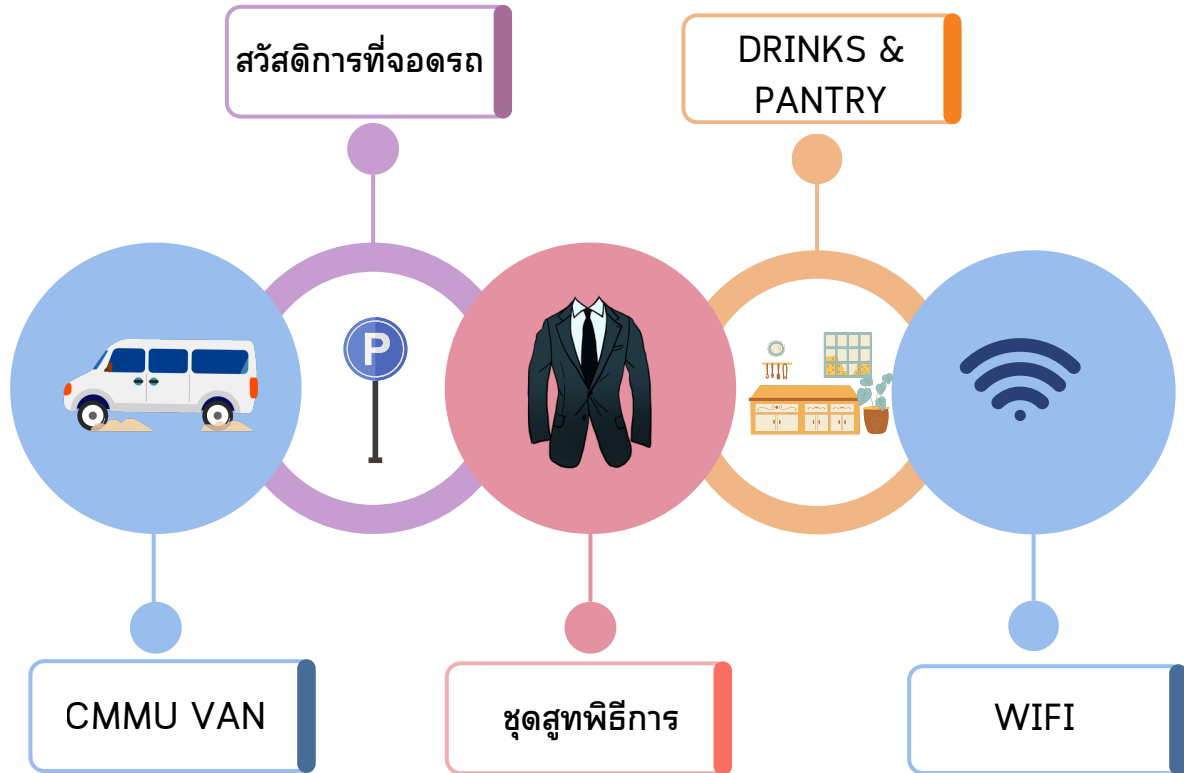 สวัสดิการที่จอดรถ
DRINKS &
PANTRY
P
CMMU VAN
ชุดสูทพิธีการ
WIFI